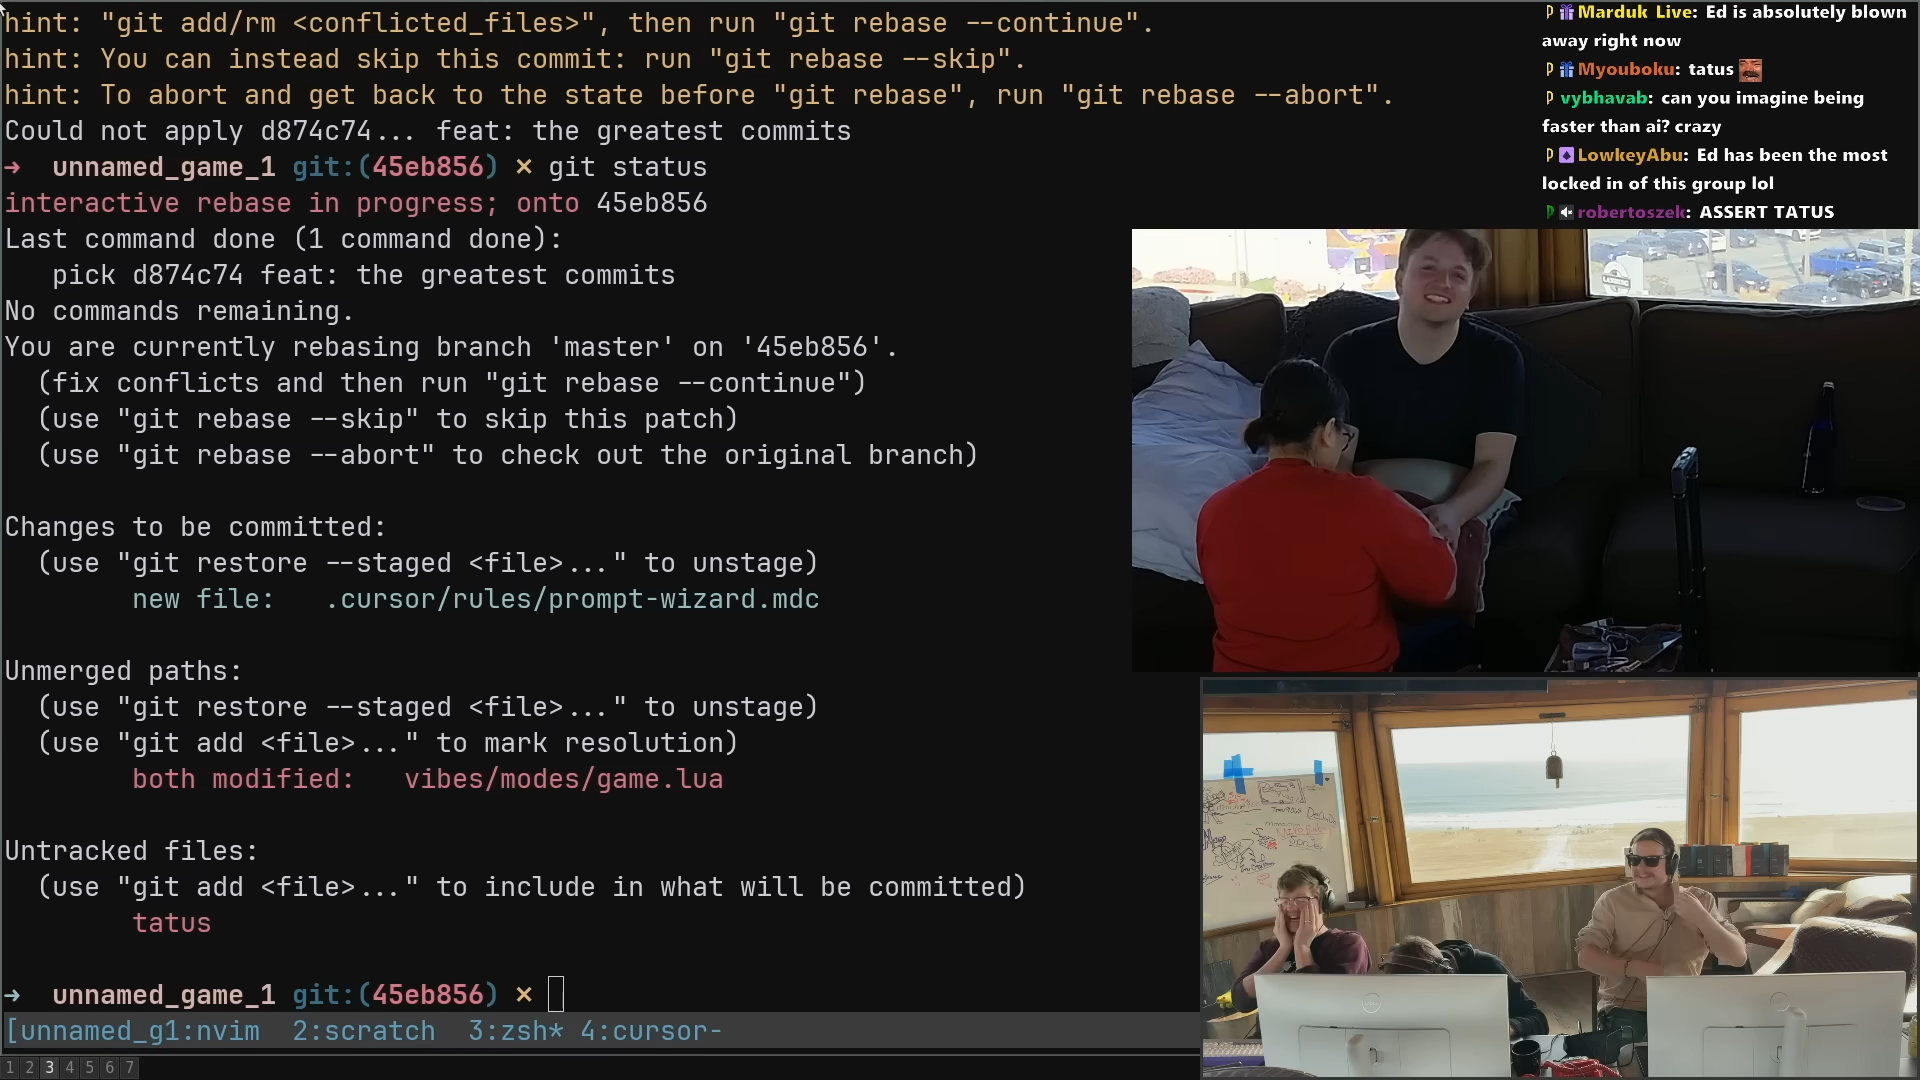 hint: "git add/rm <conflicted_files>", then run "git rebase --continue".
hint: You can instead skip this commit: run "git rebase --skip".
hint: To abort and get back to the state before "git rebase", run "git rebase --abort".
Could not apply d874c74... feat: the greatest commits
→ unnamed_game_1 git:(45eb856) × git status
interactive rebase in progress; onto 45eb856
Last command done (1 command done):
pick d874c74 feat: the greatest commits
No commands remaining.
You are currently rebasing branch 'master' on '45eb856'.
(fix conflicts and then run "git rebase --continue")
(use "git rebase --skip" to skip this patch)
(use "git rebase --abort" to check out the original branch)
Changes to be committed:
(use "git restore --staged <file>..." to unstage)
new file: .cursor/rules/prompt-wizard.mdc
Unmerged paths:
(use "git restore --staged <file>..." to unstage)
(use "git add <file>..." to mark resolution)
both modified: vibes/modes/game.lua
Untracked files:
(use "git add <file>..." to include in what will be committed)
tatus
→ unnamed_game_1 git:(45eb856) ×
[unnamed_g1:nvim 2:scratch 3:zsh* 4:cursor-
1 2 3 4 5 6 7
Marduk Live: Ed is absolutely blown
away right now
Myouboku: tatus
vybhavab: can you imagine being
faster than ai? crazy
LowkeyAbu: Ed has been the most
locked in of this group lol
robertoszek: ASSERT TATUS